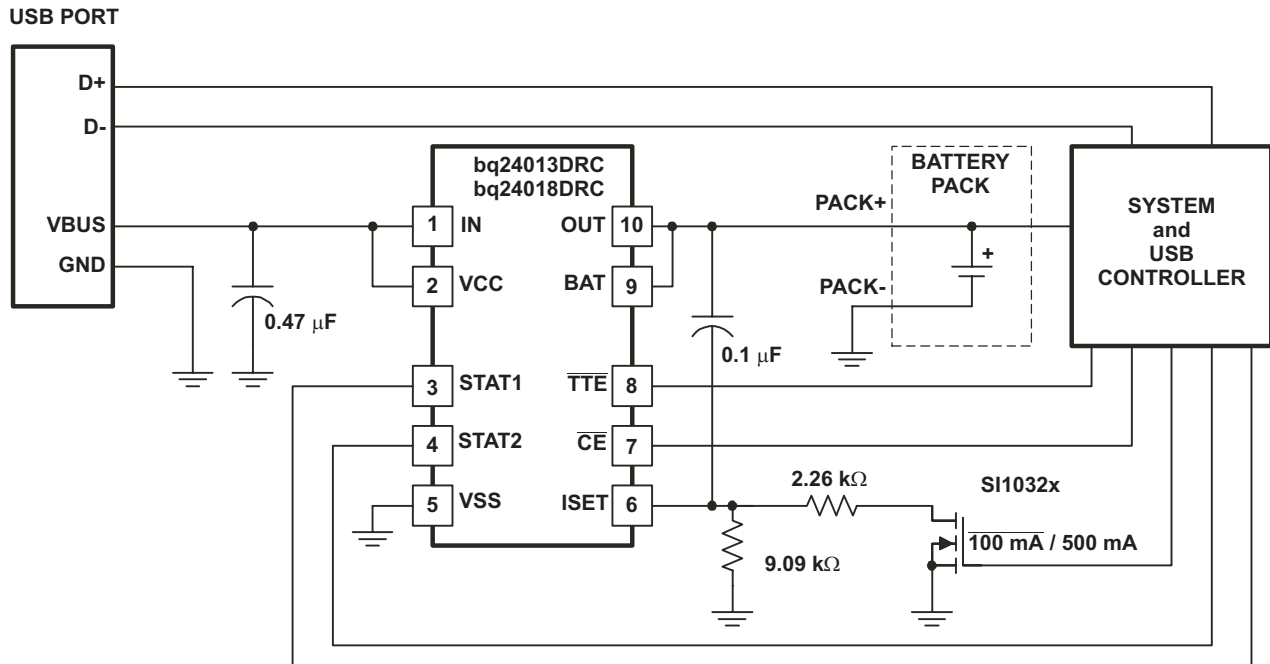 USB PORT
D+
D-
VBUS
GND
0.47 μF
bq24013DRC
bq24018DRC
1 IN
2 VCC
3 STAT1
4 STAT2
5 VSS
OUT 10
BAT 9
TTE 8
CE 7
ISET 6
0.1 μF
PACK+
PACK-
BATTERY
PACK
+
SYSTEM
and
USB
CONTROLLER
2.26 kΩ
9.09 kΩ
SI1032x
100 mA / 500 mA